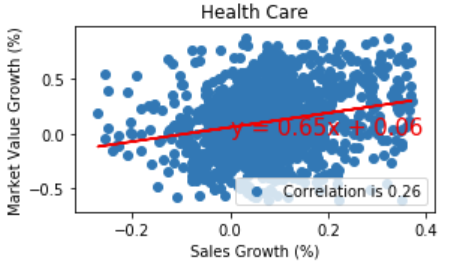 Health Care
Market Value Growth (%)
0.5
0.0
−0.5
y = 0.65x + 0.06
Correlation is 0.26
−0.2
0.0
0.2
0.4
Sales Growth (%)